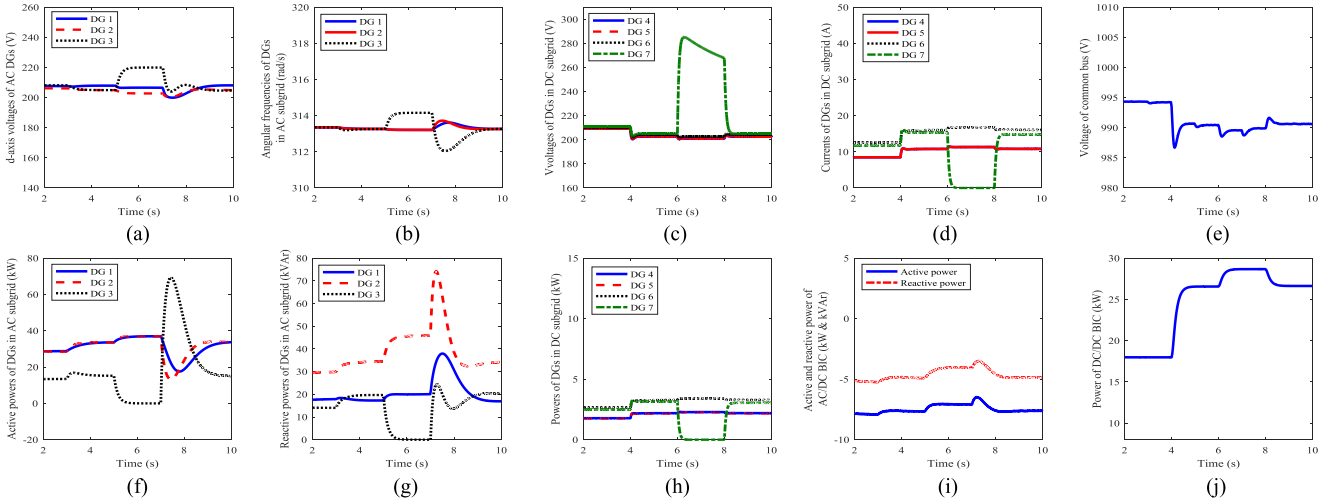 d-axis voltages of AC DGs (V)
260
240
220
200
180
160
140
DG 1
DG 2
DG 3
2 4 6 8 10
Time (s)
(a)
Angular frequencies of DGs
in AC subgrid (rad/s)
318
316
314
312
310
DG 1
DG 2
DG 3
2 4 6 8 10
Time (s)
(b)
Vvoltages of DGs in DC subgrid (V)
300
280
260
240
220
200
180
160
DG 4
DG 5
DG 6
DG 7
2 4 6 8 10
Time (s)
(c)
Currents of DGs in DC subgrid (A)
50
40
30
20
10
0
DG 4
DG 5
DG 6
DG 7
2 4 6 8 10
Time (s)
(d)
Voltage of common bus (V)
1005
1000
995
990
985
980
2 4 6 8 10
Time (s)
(e)
Active powers of DGs in AC subgrid (kW)
80
60
40
20
0
-20
DG 1
DG 2
DG 3
2 4 6 8 10
Time (s)
(f)
Reactive powers of DGs in AC subgrid (kVAr)
80
70
60
50
40
30
20
10
0
DG 1
DG 2
DG 3
2 4 6 8 10
Time (s)
(g)
Powers of DGs in DC subgrid (kW)
15
10
5
0
DG 4
DG 5
DG 6
DG 7
2 4 6 8 10
Time (s)
(h)
Active and reactive power of
AC/DC BIC (kW & kVAr)
5
0
-5
-10
Active power
Reactive power
2 4 6 8 10
Time (s)
(i)
Power of DC/DC BIC (kW)
30
27
24
21
18
15
12
9
2 4 6 8 10
Time (s)
(j)